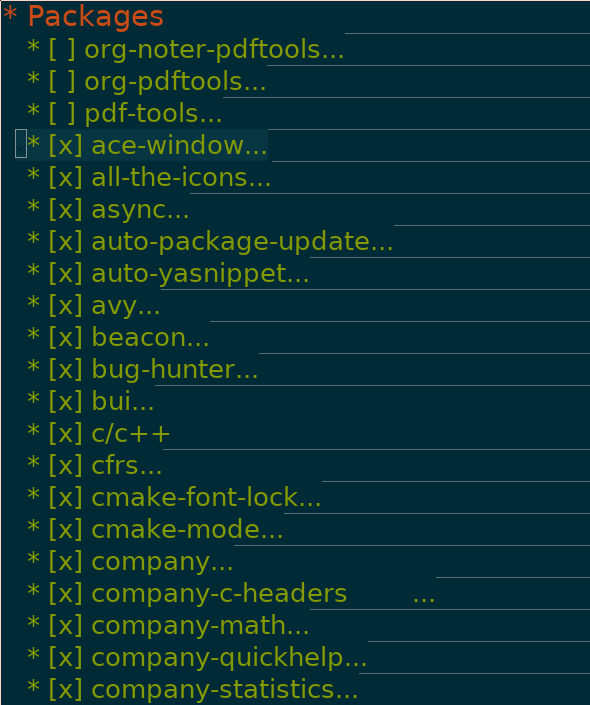 * Packages
* [ ] org-noter-pdftools...
* [ ] org-pdftools...
* [ ] pdf-tools...
* [x] ace-window...
* [x] all-the-icons...
* [x] async...
* [x] auto-package-update...
* [x] auto-yasnippet...
* [x] avy...
* [x] beacon...
* [x] bug-hunter...
* [x] bui...
* [x] c/c++
* [x] cfrs...
* [x] cmake-font-lock...
* [x] cmake-mode...
* [x] company...
* [x] company-c-headers ...
* [x] company-math...
* [x] company-quickhelp...
* [x] company-statistics...